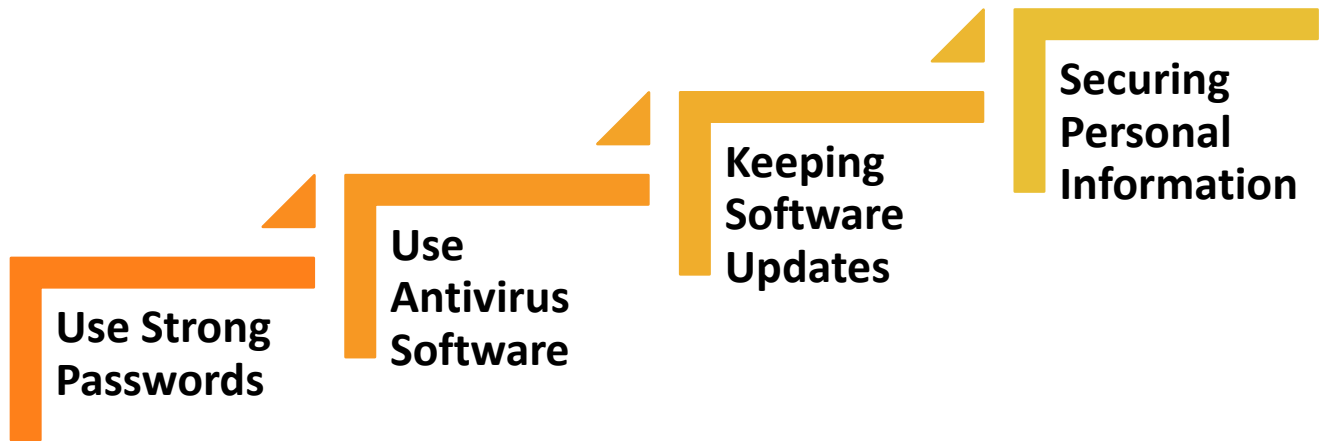 Use Strong
Passwords
Use
Antivirus
Software
Keeping
Software
Updates
Securing
Personal
Information